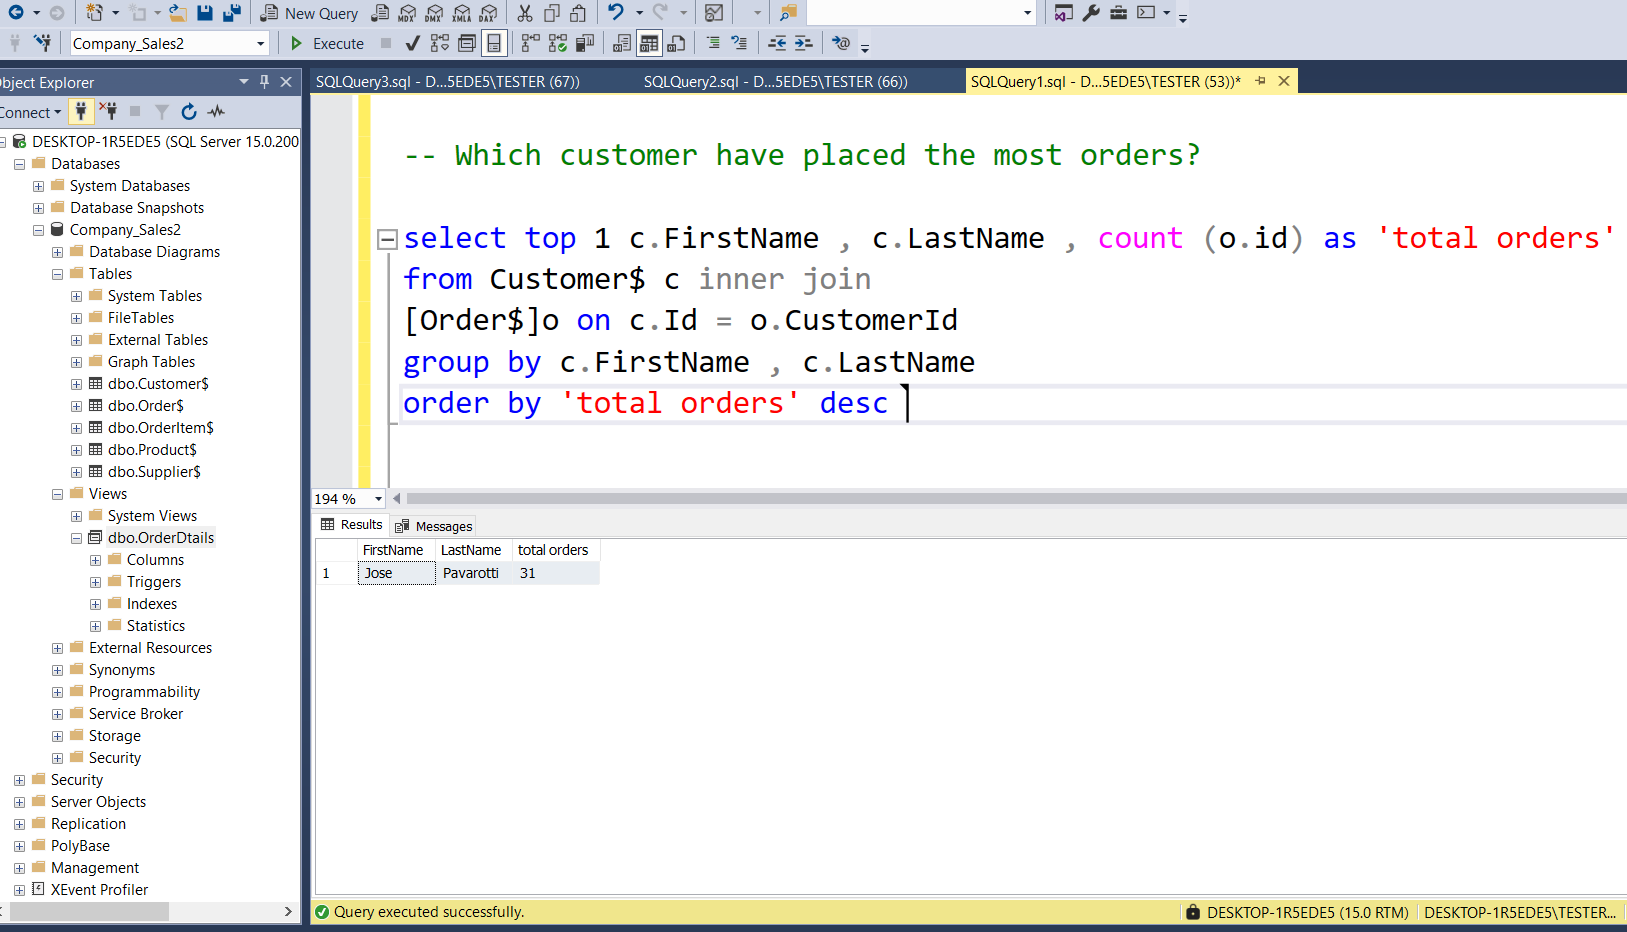 New Query
MDX DMX XMLA DAX
Company_Sales2
Execute
bject Explorer
Connect
DESKTOP-1R5EDE5 (SQL Server 15.0.200
Databases
System Databases
Database Snapshots
Company_Sales2
Database Diagrams
Tables
System Tables
FileTables
External Tables
Graph Tables
dbo.Customer$
dbo.Order$
dbo.OrderItem$
dbo.Product$
dbo.Supplier$
Views
System Views
dbo.OrderDtails
Columns
Triggers
Indexes
Statistics
External Resources
Synonyms
Programmability
Service Broker
Storage
Security
Security
Server Objects
Replication
PolyBase
Management
XEvent Profiler
SQLQuery3.sql - D...5EDE5\TESTER (67))
SQLQuery2.sql - D...5EDE5\TESTER (66))
SQLQuery1.sql - D...5EDE5\TESTER (53))*
-- Which customer have placed the most orders?
select top 1 c.FirstName , c.LastName , count (o.id) as 'total orders'
from Customer$ c inner join
[Order$]o on c.Id = o.CustomerId
group by c.FirstName , c.LastName
order by 'total orders' desc
194 %
Results
Messages
FirstName LastName total orders
1 Jose Pavarotti 31
Query executed successfully.
DESKTOP-1R5EDE5 (15.0 RTM)
DESKTOP-1R5EDE5\TESTER...